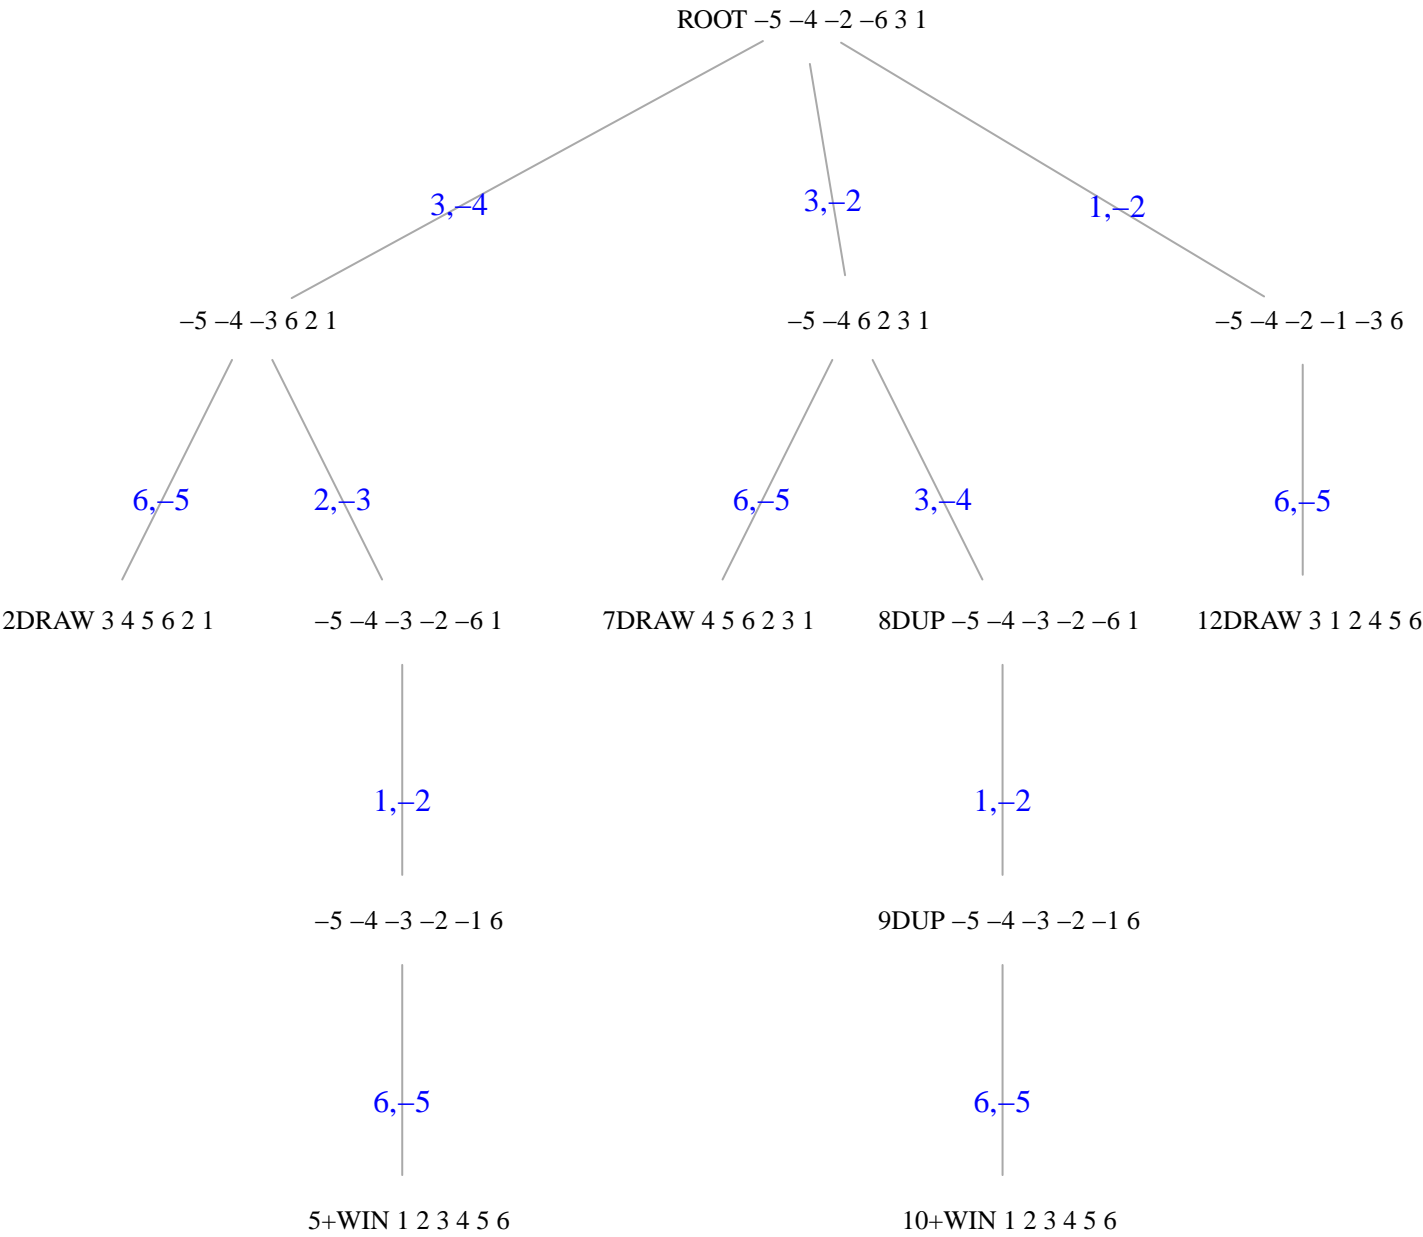 ROOT –5 –4 –2 –6 3 1
3,–4
3,–2
1,–2
–5 –4 –3 6 2 1
–5 –4 6 2 3 1
–5 –4 –2 –1 –3 6
6,–5
2,–3
6,–5
3,–4
6,–5
2DRAW 3 4 5 6 2 1
–5 –4 –3 –2 –6 1
7DRAW 4 5 6 2 3 1
8DUP –5 –4 –3 –2 –6 1
12DRAW 3 1 2 4 5 6
1,–2
1,–2
–5 –4 –3 –2 –1 6
9DUP –5 –4 –3 –2 –1 6
6,–5
6,–5
5+WIN 1 2 3 4 5 6
10+WIN 1 2 3 4 5 6